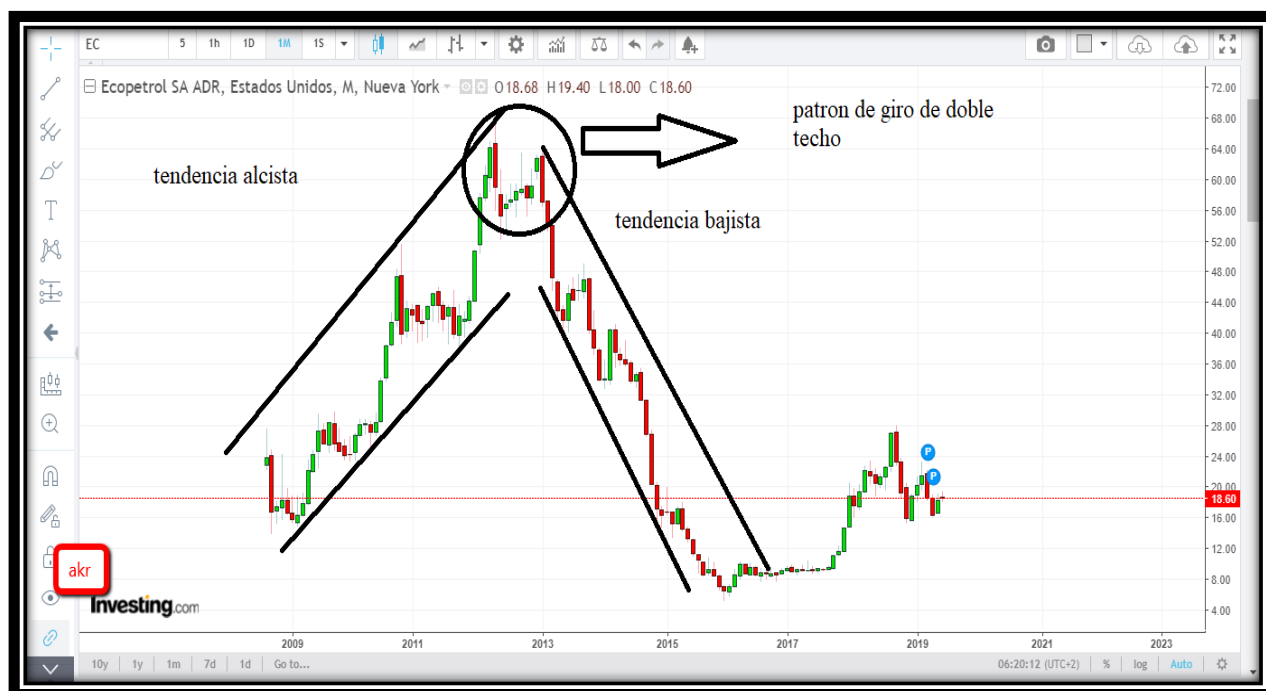 EC 5 1h 1D 1M 1S
Ecopetrol SA ADR, Estados Unidos, M, Nueva York O18.68 H19.40 L18.00 C18.60
patron de giro de doble
techo
tendencia alcista
tendencia bajista
72.00
68.00
64.00
60.00
56.00
52.00
48.00
44.00
40.00
36.00
32.00
28.00
24.00
20.00
18.60
16.00
12.00
8.00
4.00
P
P
akr
Investing.com
2009 2011 2013 2015 2017 2019 2021 2023
10y 1y 1m 7d 1d Go to... 06:20:12 (UTC+2) % log Auto